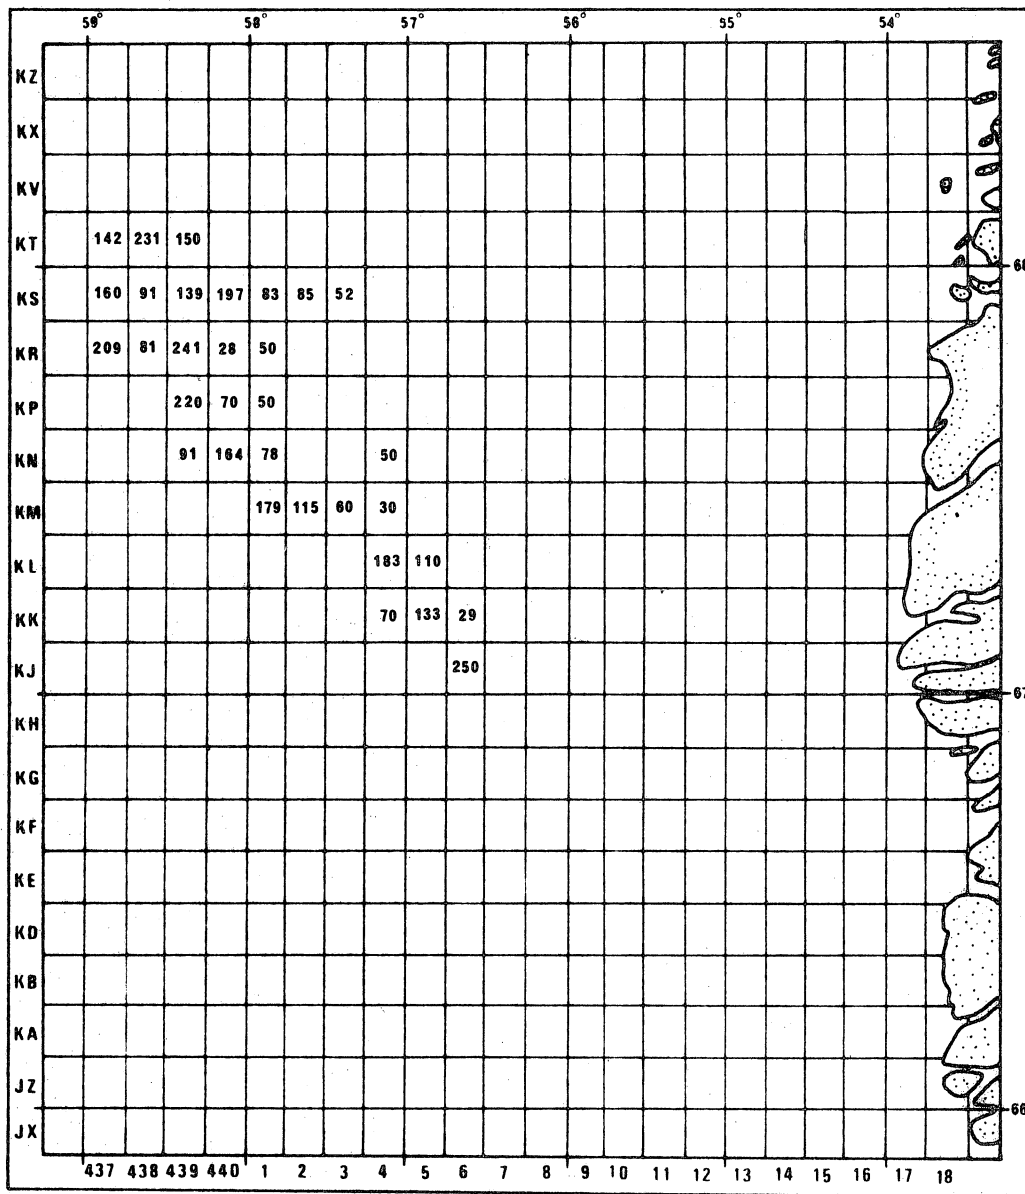 59° 58° 57° 56° 55° 54°
KZ
KX
KV
KT 142 231 150
68
KS 160 91 139 197 83 85 52
KR 209 81 241 28 50
KP 220 70 50
KN 91 164 78 50
KM 179 115 60 30
KL 183 110
KK 70 133 29
KJ 250
67
KH
KG
KF
KE
KD
KB
KA
JZ
66
JX
437 438 439 440 1 2 3 4 5 6 7 8 9 10 11 12 13 14 15 16 17 18